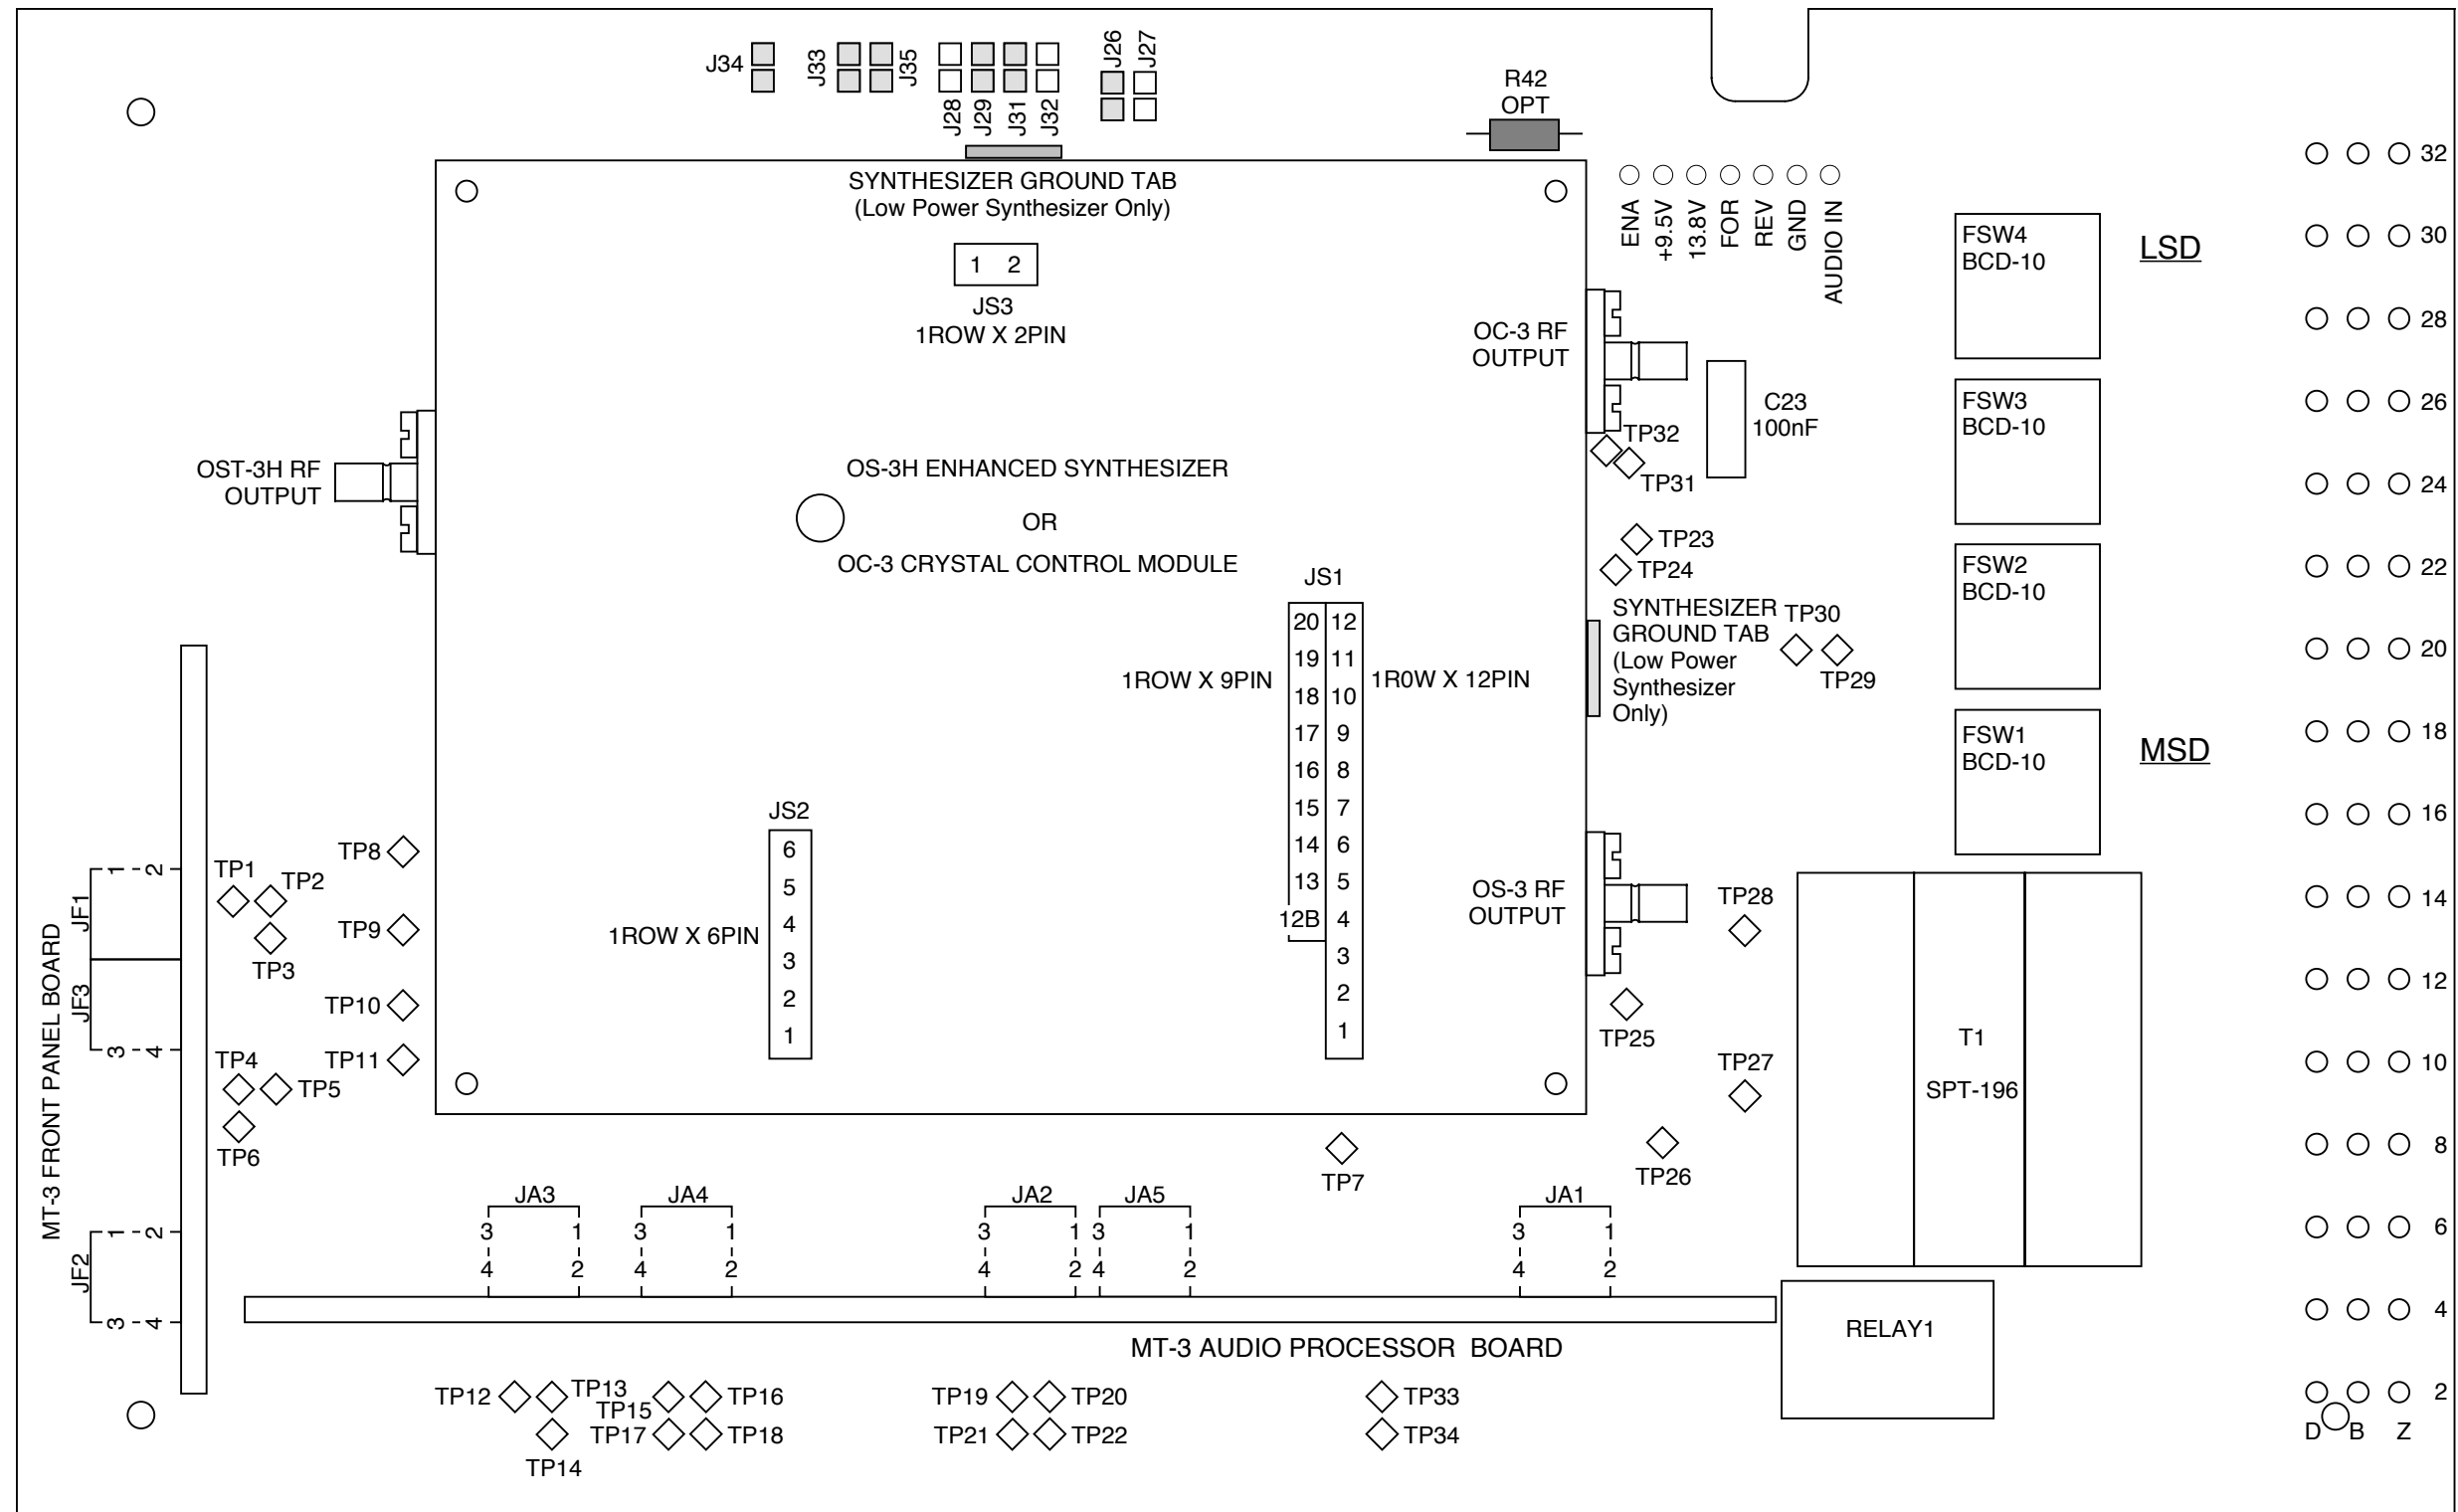 J34
J33
J35
J28
J29
J31
J32
J26
J27
R42
OPT
SYNTHESIZER GROUND TAB
(Low Power Synthesizer Only)
1 2
JS3
1ROW X 2PIN
ENA
+9.5V
13.8V
FOR
REV
GND
AUDIO IN
FSW4
BCD-10
LSD
FSW3
BCD-10
FSW2
BCD-10
FSW1
BCD-10
MSD
OC-3 RF
OUTPUT
C23
100nF
TP32
TP31
TP23
TP24
OST-3H RF
OUTPUT
OS-3H ENHANCED SYNTHESIZER
OR
OC-3 CRYSTAL CONTROL MODULE
JS1
20 12
19 11
18 10
17 9
16 8
15 7
14 6
13 5
12B 4
3
2
1
1ROW X 9PIN
1R0W X 12PIN
SYNTHESIZER
GROUND TAB
(Low Power
Synthesizer
Only)
TP30
TP29
JS2
6
5
4
3
2
1
1ROW X 6PIN
OS-3 RF
OUTPUT
TP28
TP25
TP27
TP26
TP7
T1
SPT-196
RELAY1
TP8
TP9
TP10
TP11
TP1
TP2
TP3
TP4
TP5
TP6
MT-3 FRONT PANEL BOARD
JF1
1 2
JF3
3 4
JF2
1 2
3 4
JA3
3 1
4 2
JA4
3 1
4 2
JA2
3 1
4 2
JA5
3 1
4 2
JA1
3 1
4 2
MT-3 AUDIO PROCESSOR BOARD
TP12
TP13
TP14
TP15
TP16
TP17
TP18
TP19
TP20
TP21
TP22
TP33
TP34
32
30
28
26
24
22
20
18
16
14
12
10
8
6
4
2
D B Z